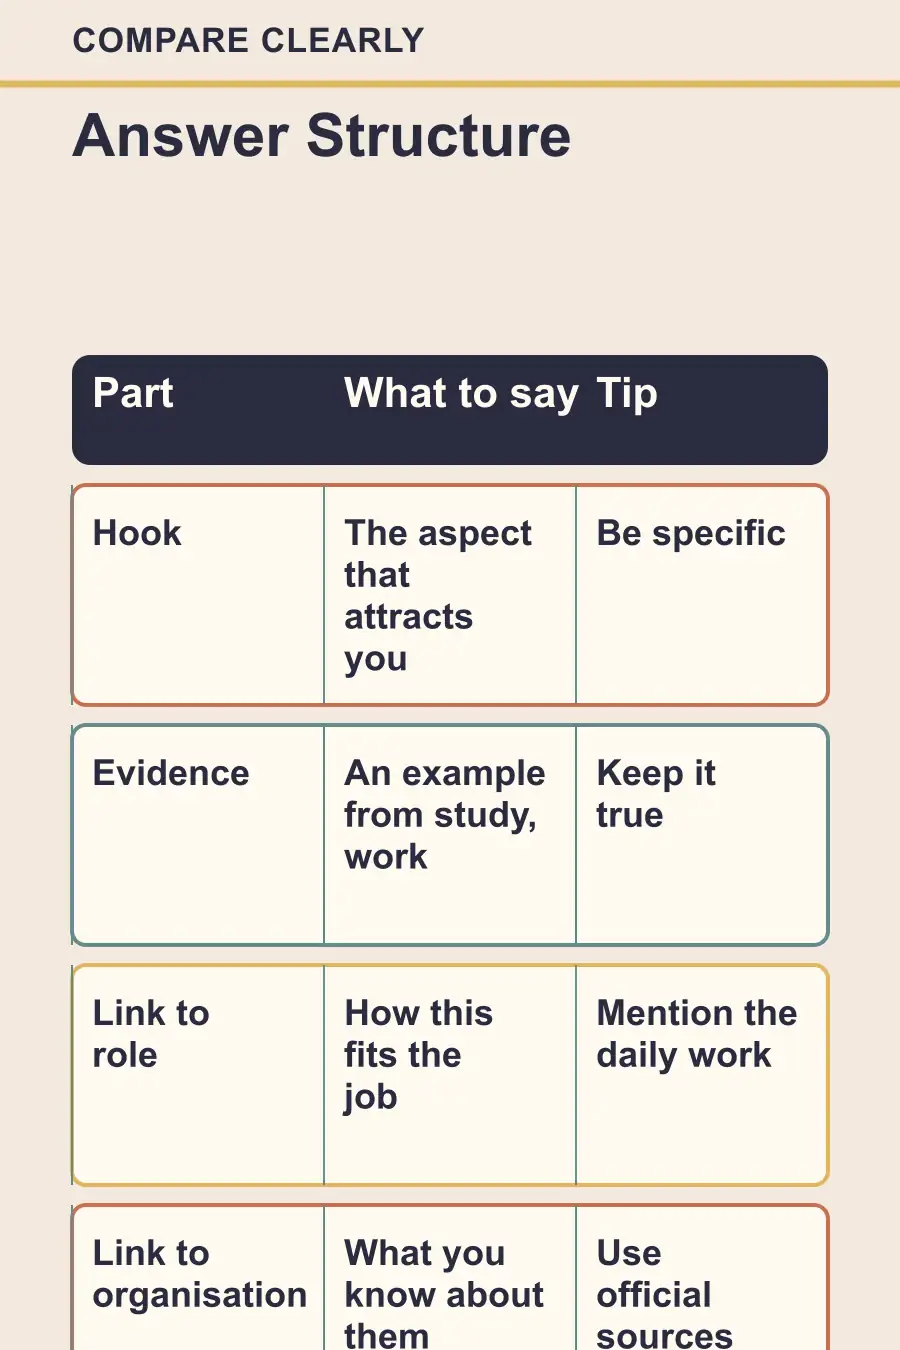 COMPARE CLEARLY
Answer Structure
Part What to say Tip
Hook
The aspect
that
attracts
you
Be specific
Evidence
An example
from study,
work
Keep it
true
Link to
role
How this
fits the
job
Mention the
daily work
Link to
organisation
What you
know about
them
Use
official
sources